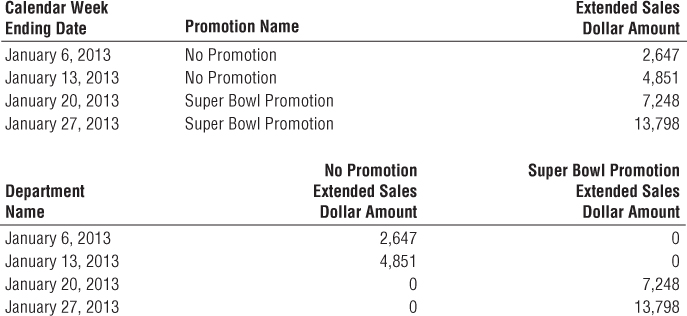 Calendar Week Extended Sales
Ending Date Promotion Name Dollar Amount
January 6, 2013 No Promotion 2,647
January 13, 2013 No Promotion 4,851
January 20, 2013 Super Bowl Promotion 7,248
January 27, 2013 Super Bowl Promotion 13,798
No Promotion Super Bowl Promotion
Department Extended Sales Extended Sales
Name Dollar Amount Dollar Amount
January 6, 2013 2,647 0
January 13, 2013 4,851 0
January 20, 2013 0 7,248
January 27, 2013 0 13,798